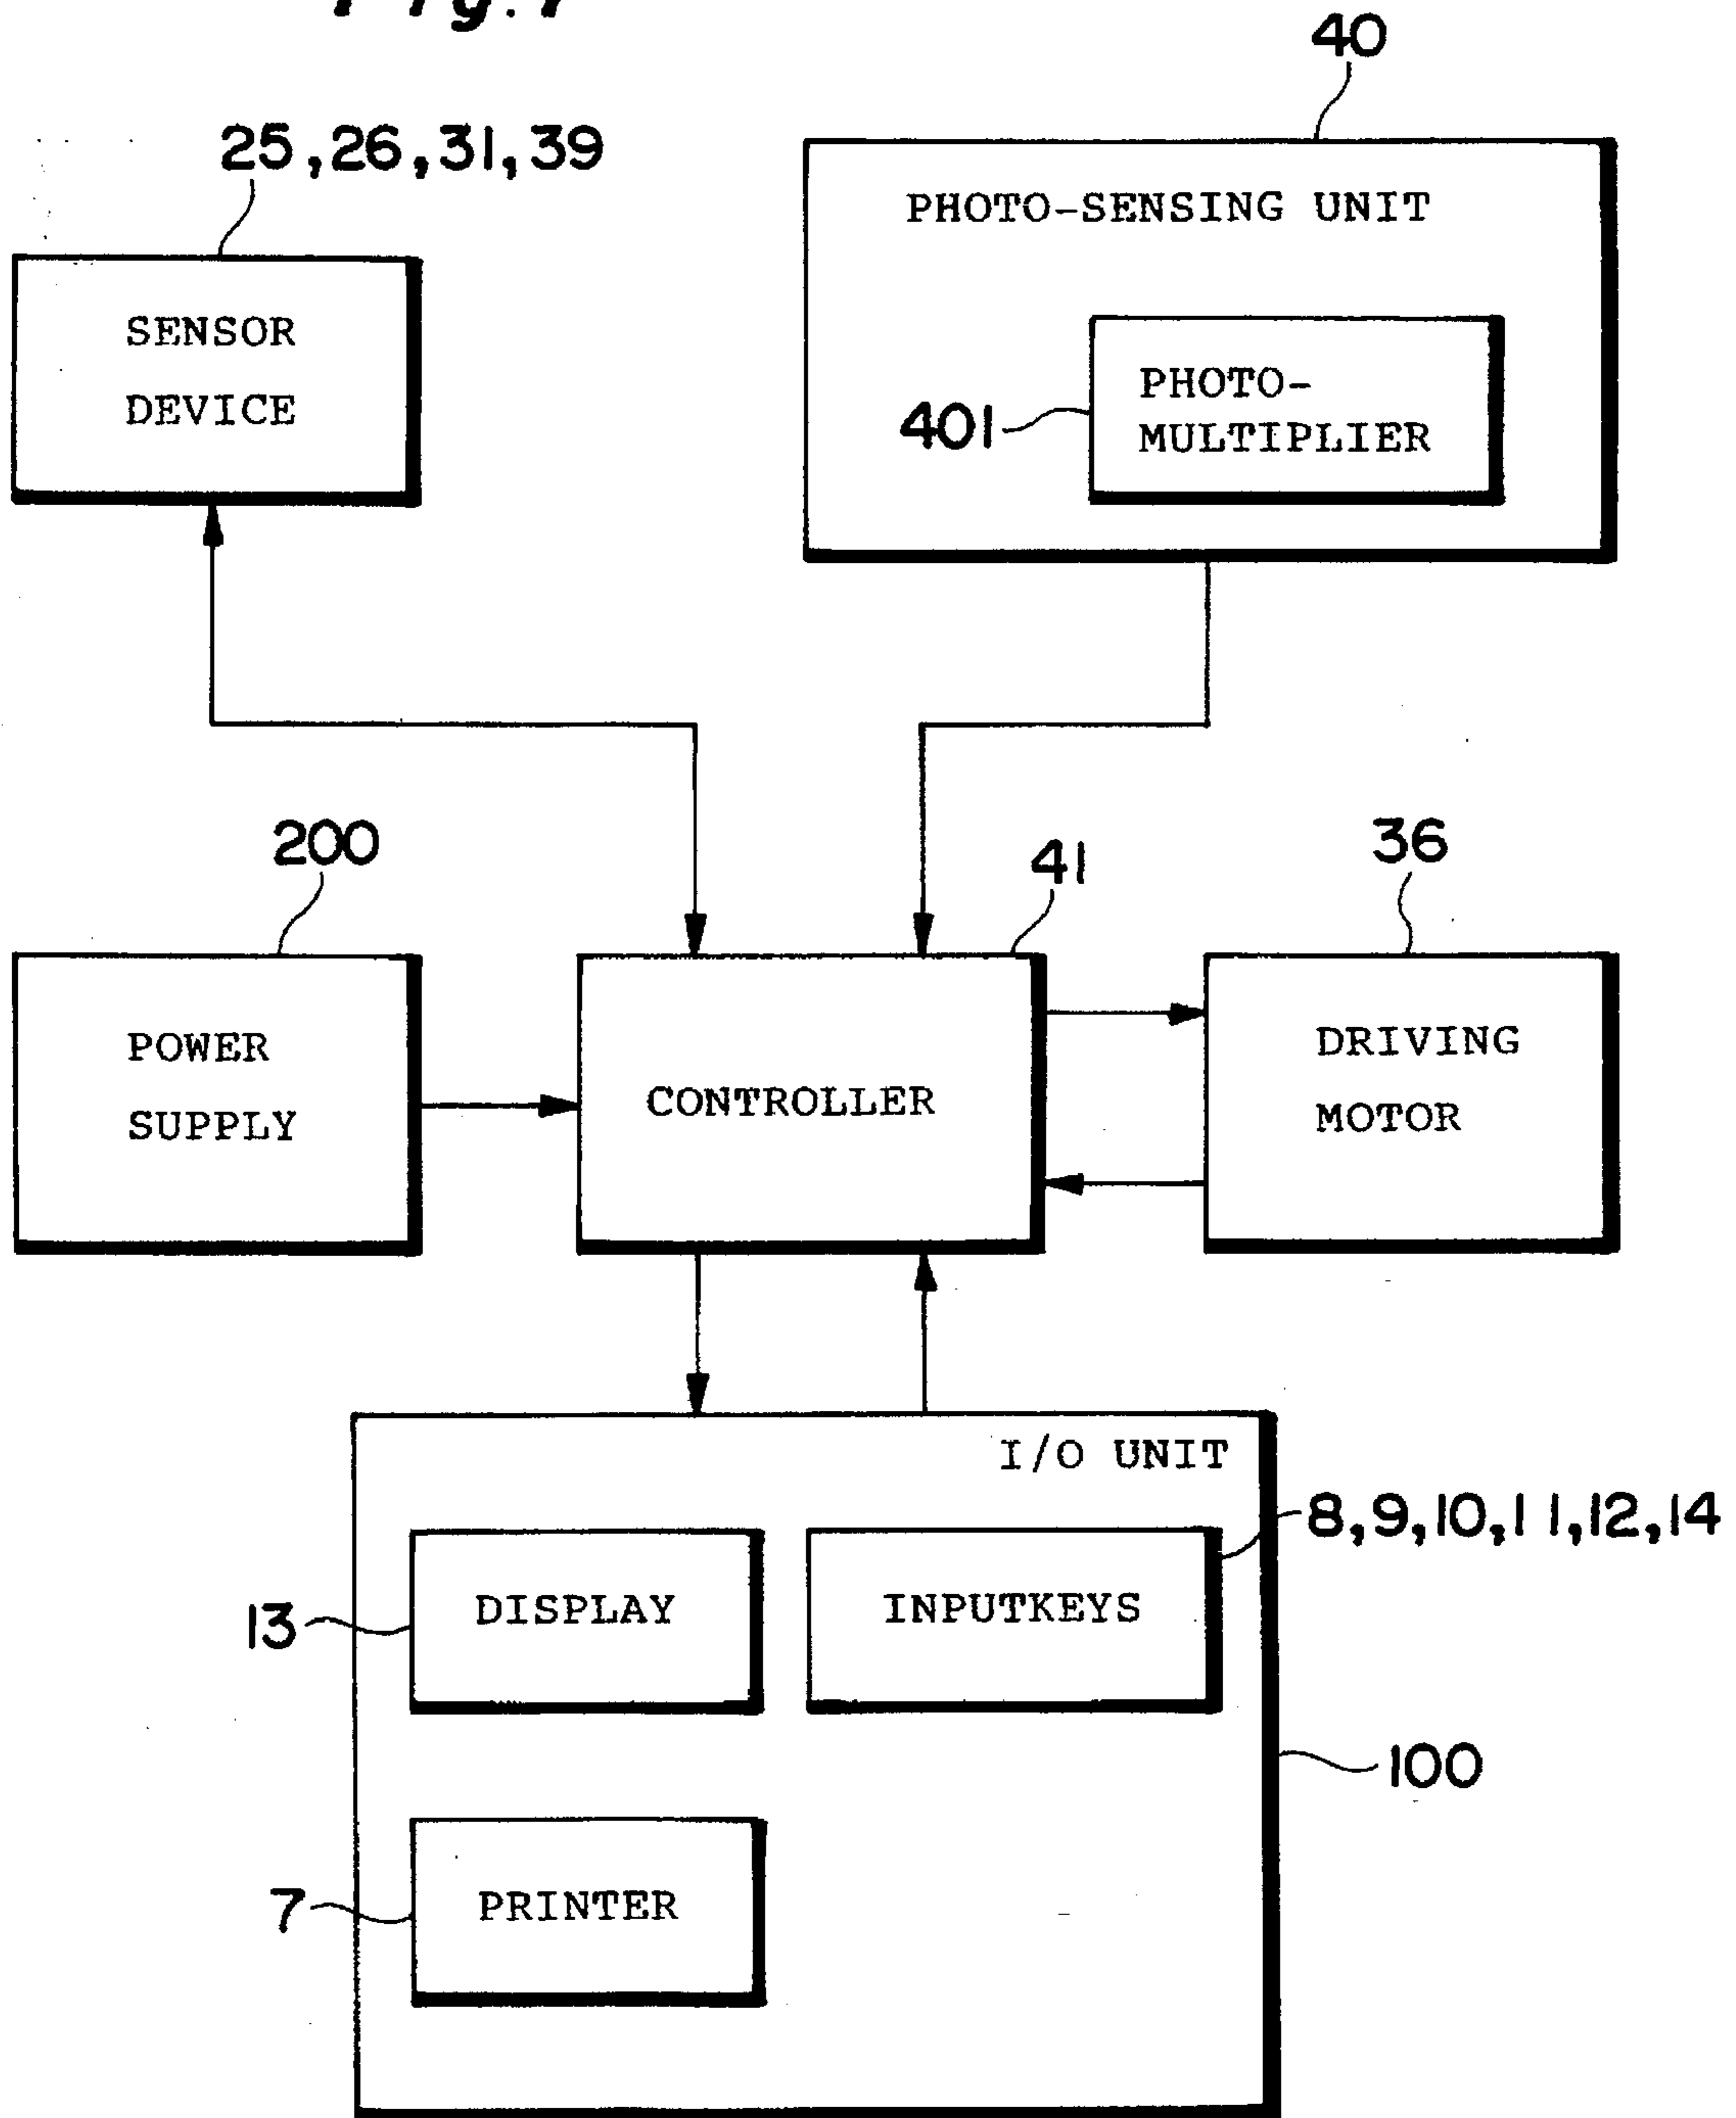 40
25,26,31,39
PHOTO-SENSING UNIT
SENSOR
DEVICE
PHOTO-
MULTIPLIER
401
200
41
36
POWER
SUPPLY
CONTROLLER
DRIVING
MOTOR
I/O UNIT
8,9,10,11,12,14
DISPLAY
INPUTKEYS
13
100
PRINTER
7